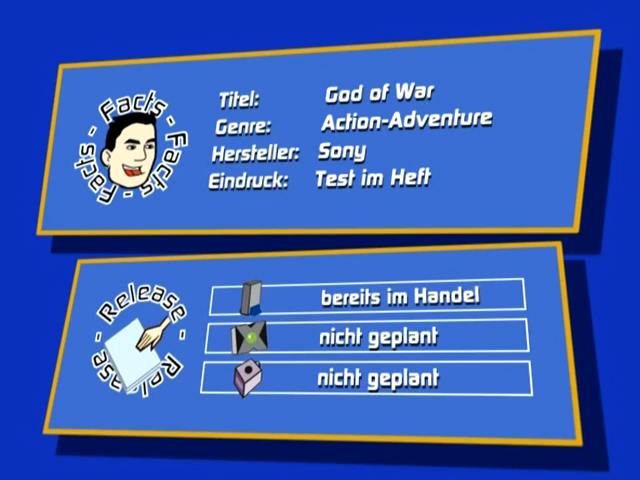 Facts - Facts - Facts -
Titel: God of War
Genre: Action-Adventure
Hersteller: Sony
Eindruck: Test im Heft
Release - Release -
bereits im Handel
nicht geplant
nicht geplant